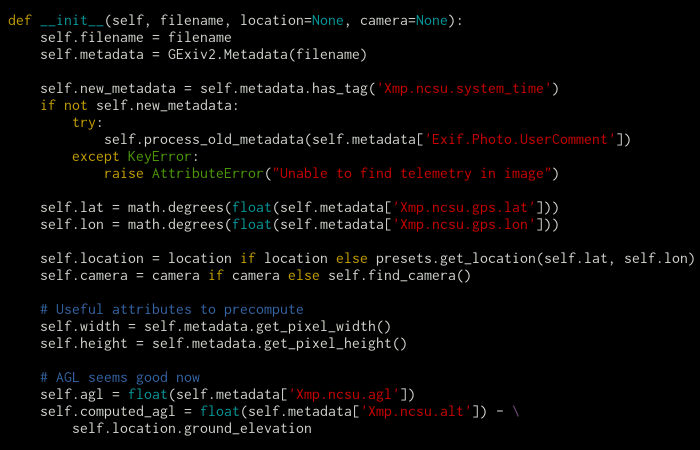 def __init__(self, filename, location=None, camera=None):
    self.filename = filename
    self.metadata = GExiv2.Metadata(filename)

    self.new_metadata = self.metadata.has_tag('Xmp.ncsu.system_time')
    if not self.new_metadata:
        try:
            self.process_old_metadata(self.metadata['Exif.Photo.UserComment'])
        except KeyError:
            raise AttributeError("Unable to find telemetry in image")

    self.lat = math.degrees(float(self.metadata['Xmp.ncsu.gps.lat']))
    self.lon = math.degrees(float(self.metadata['Xmp.ncsu.gps.lon']))

    self.location = location if location else presets.get_location(self.lat, self.lon)
    self.camera = camera if camera else self.find_camera()

    # Useful attributes to precompute
    self.width = self.metadata.get_pixel_width()
    self.height = self.metadata.get_pixel_height()

    # AGL seems good now
    self.agl = float(self.metadata['Xmp.ncsu.agl'])
    self.computed_agl = float(self.metadata['Xmp.ncsu.alt']) - \
        self.location.ground_elevation